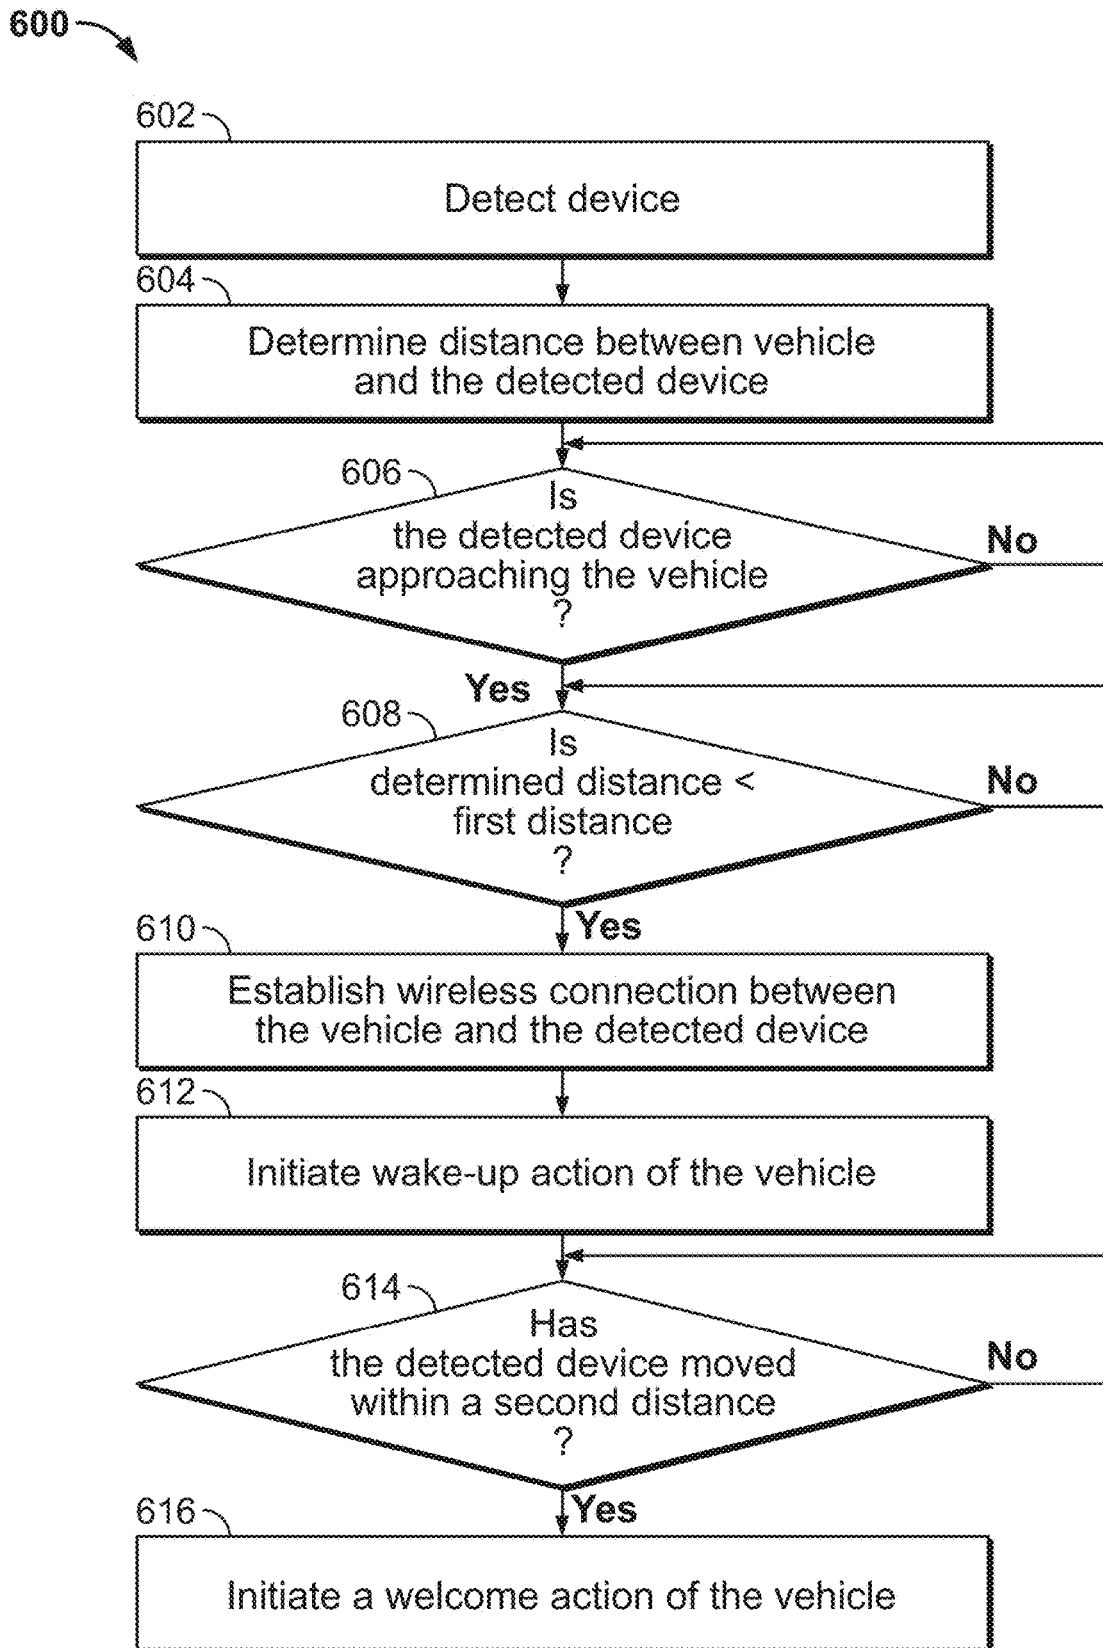 600
602
Detect device
604
Determine distance between vehicle
and the detected device
606
Is
the detected device
approaching the vehicle
?
No
Yes
608
Is
determined distance <
first distance
?
No
Yes
610
Establish wireless connection between
the vehicle and the detected device
612
Initiate wake-up action of the vehicle
614
Has
the detected device moved
within a second distance
?
No
Yes
616
Initiate a welcome action of the vehicle